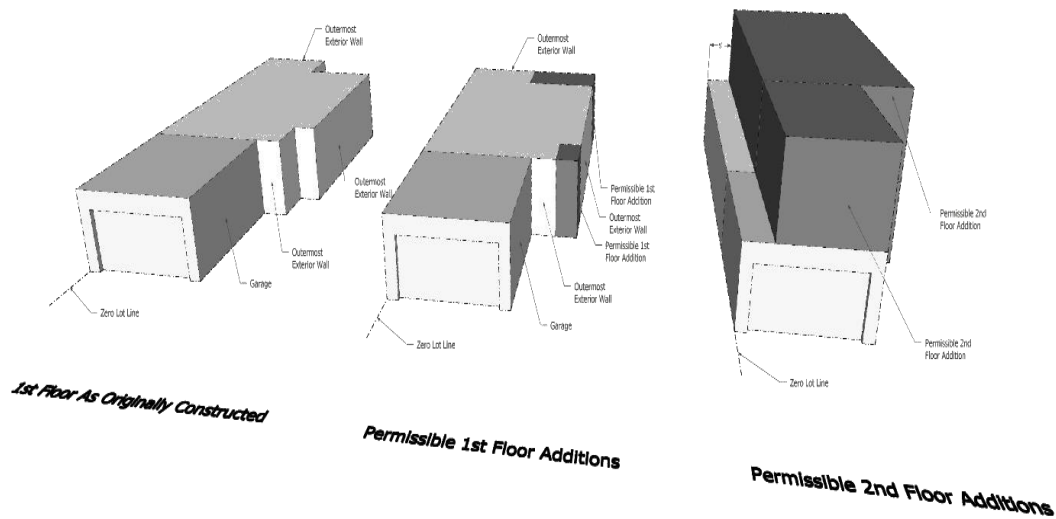 Outermost
Exterior Wall
Outermost
Exterior Wall
Outermost
Exterior Wall
Garage
Zero Lot Line
1st Floor As Originally Constructed
Outermost
Exterior Wall
Permissible 1st
Floor Addition
Outermost
Exterior Wall
Permissible 1st
Floor Addition
Outermost
Exterior Wall
Garage
Zero Lot Line
Permissible 1st Floor Additions
5'
Permissible 2nd
Floor Addition
Permissible 2nd
Floor Addition
Zero Lot Line
Permissible 2nd Floor Additions